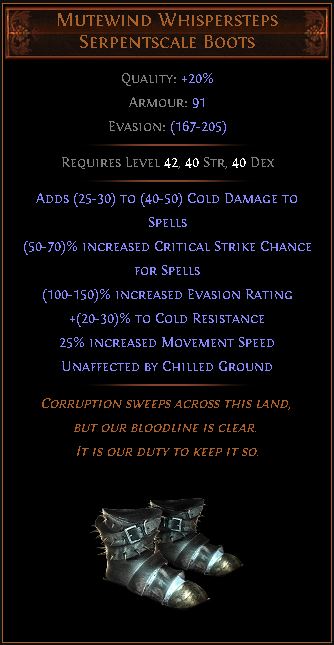 Mutewind Whispersteps
Serpentscale Boots
Quality: +20%
Armour: 91
Evasion: (167-205)
Requires Level 42, 40 Str, 40 Dex
Adds (25-30) to (40-50) Cold Damage to
Spells
(50-70)% increased Critical Strike Chance
for Spells
(100-150)% increased Evasion Rating
+(20-30)% to Cold Resistance
25% increased Movement Speed
Unaffected by Chilled Ground
Corruption sweeps across this land,
but our bloodline is clear.
It is our duty to keep it so.